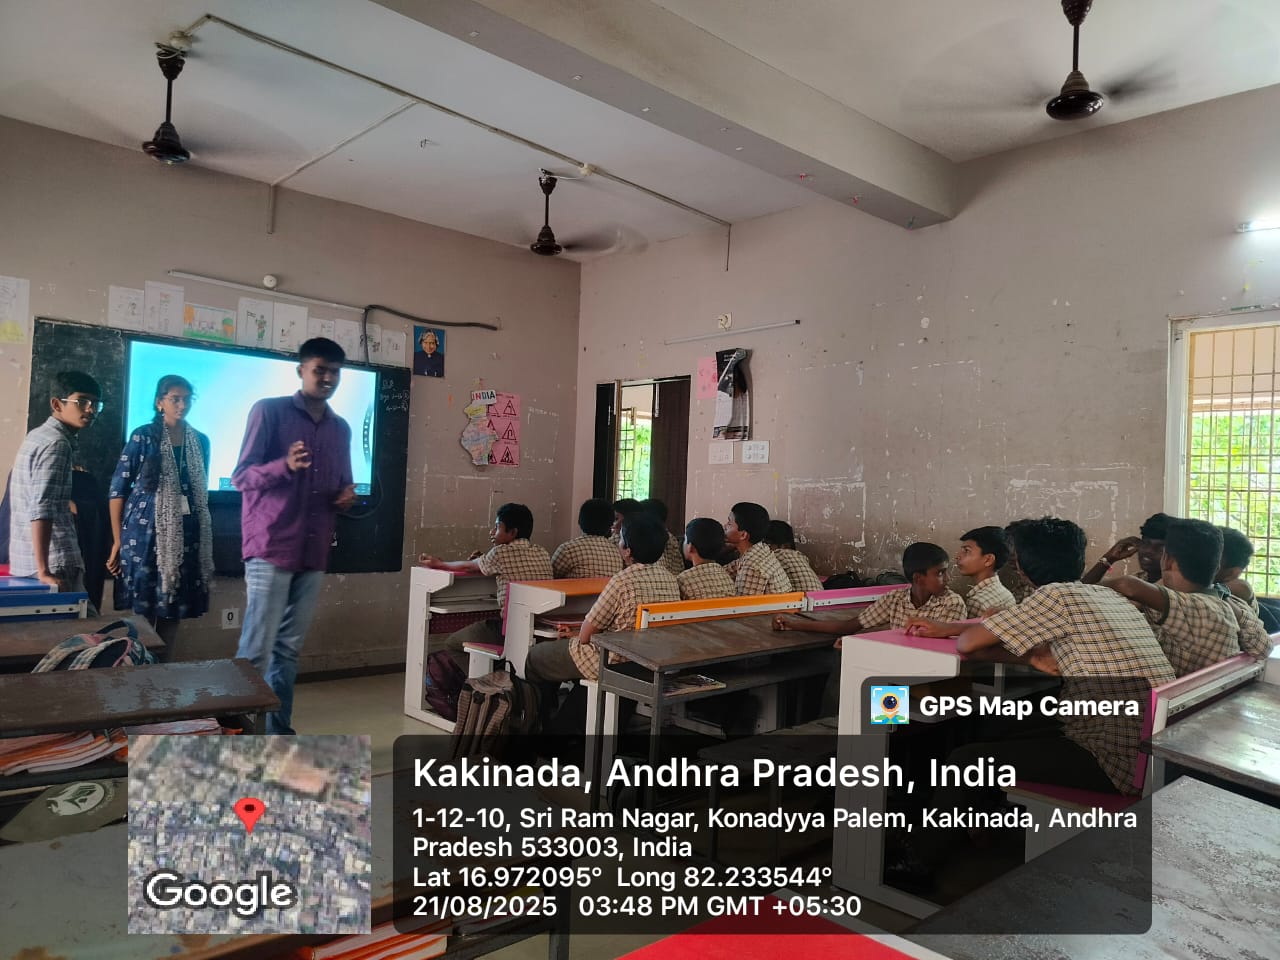 INDIA
0
GPS Map Camera
Kakinada, Andhra Pradesh, India
1-12-10, Sri Ram Nagar, Konadyya Palem, Kakinada, Andhra
Pradesh 533003, India
Lat 16.972095° Long 82.233544°
21/08/2025 03:48 PM GMT +05:30
Google